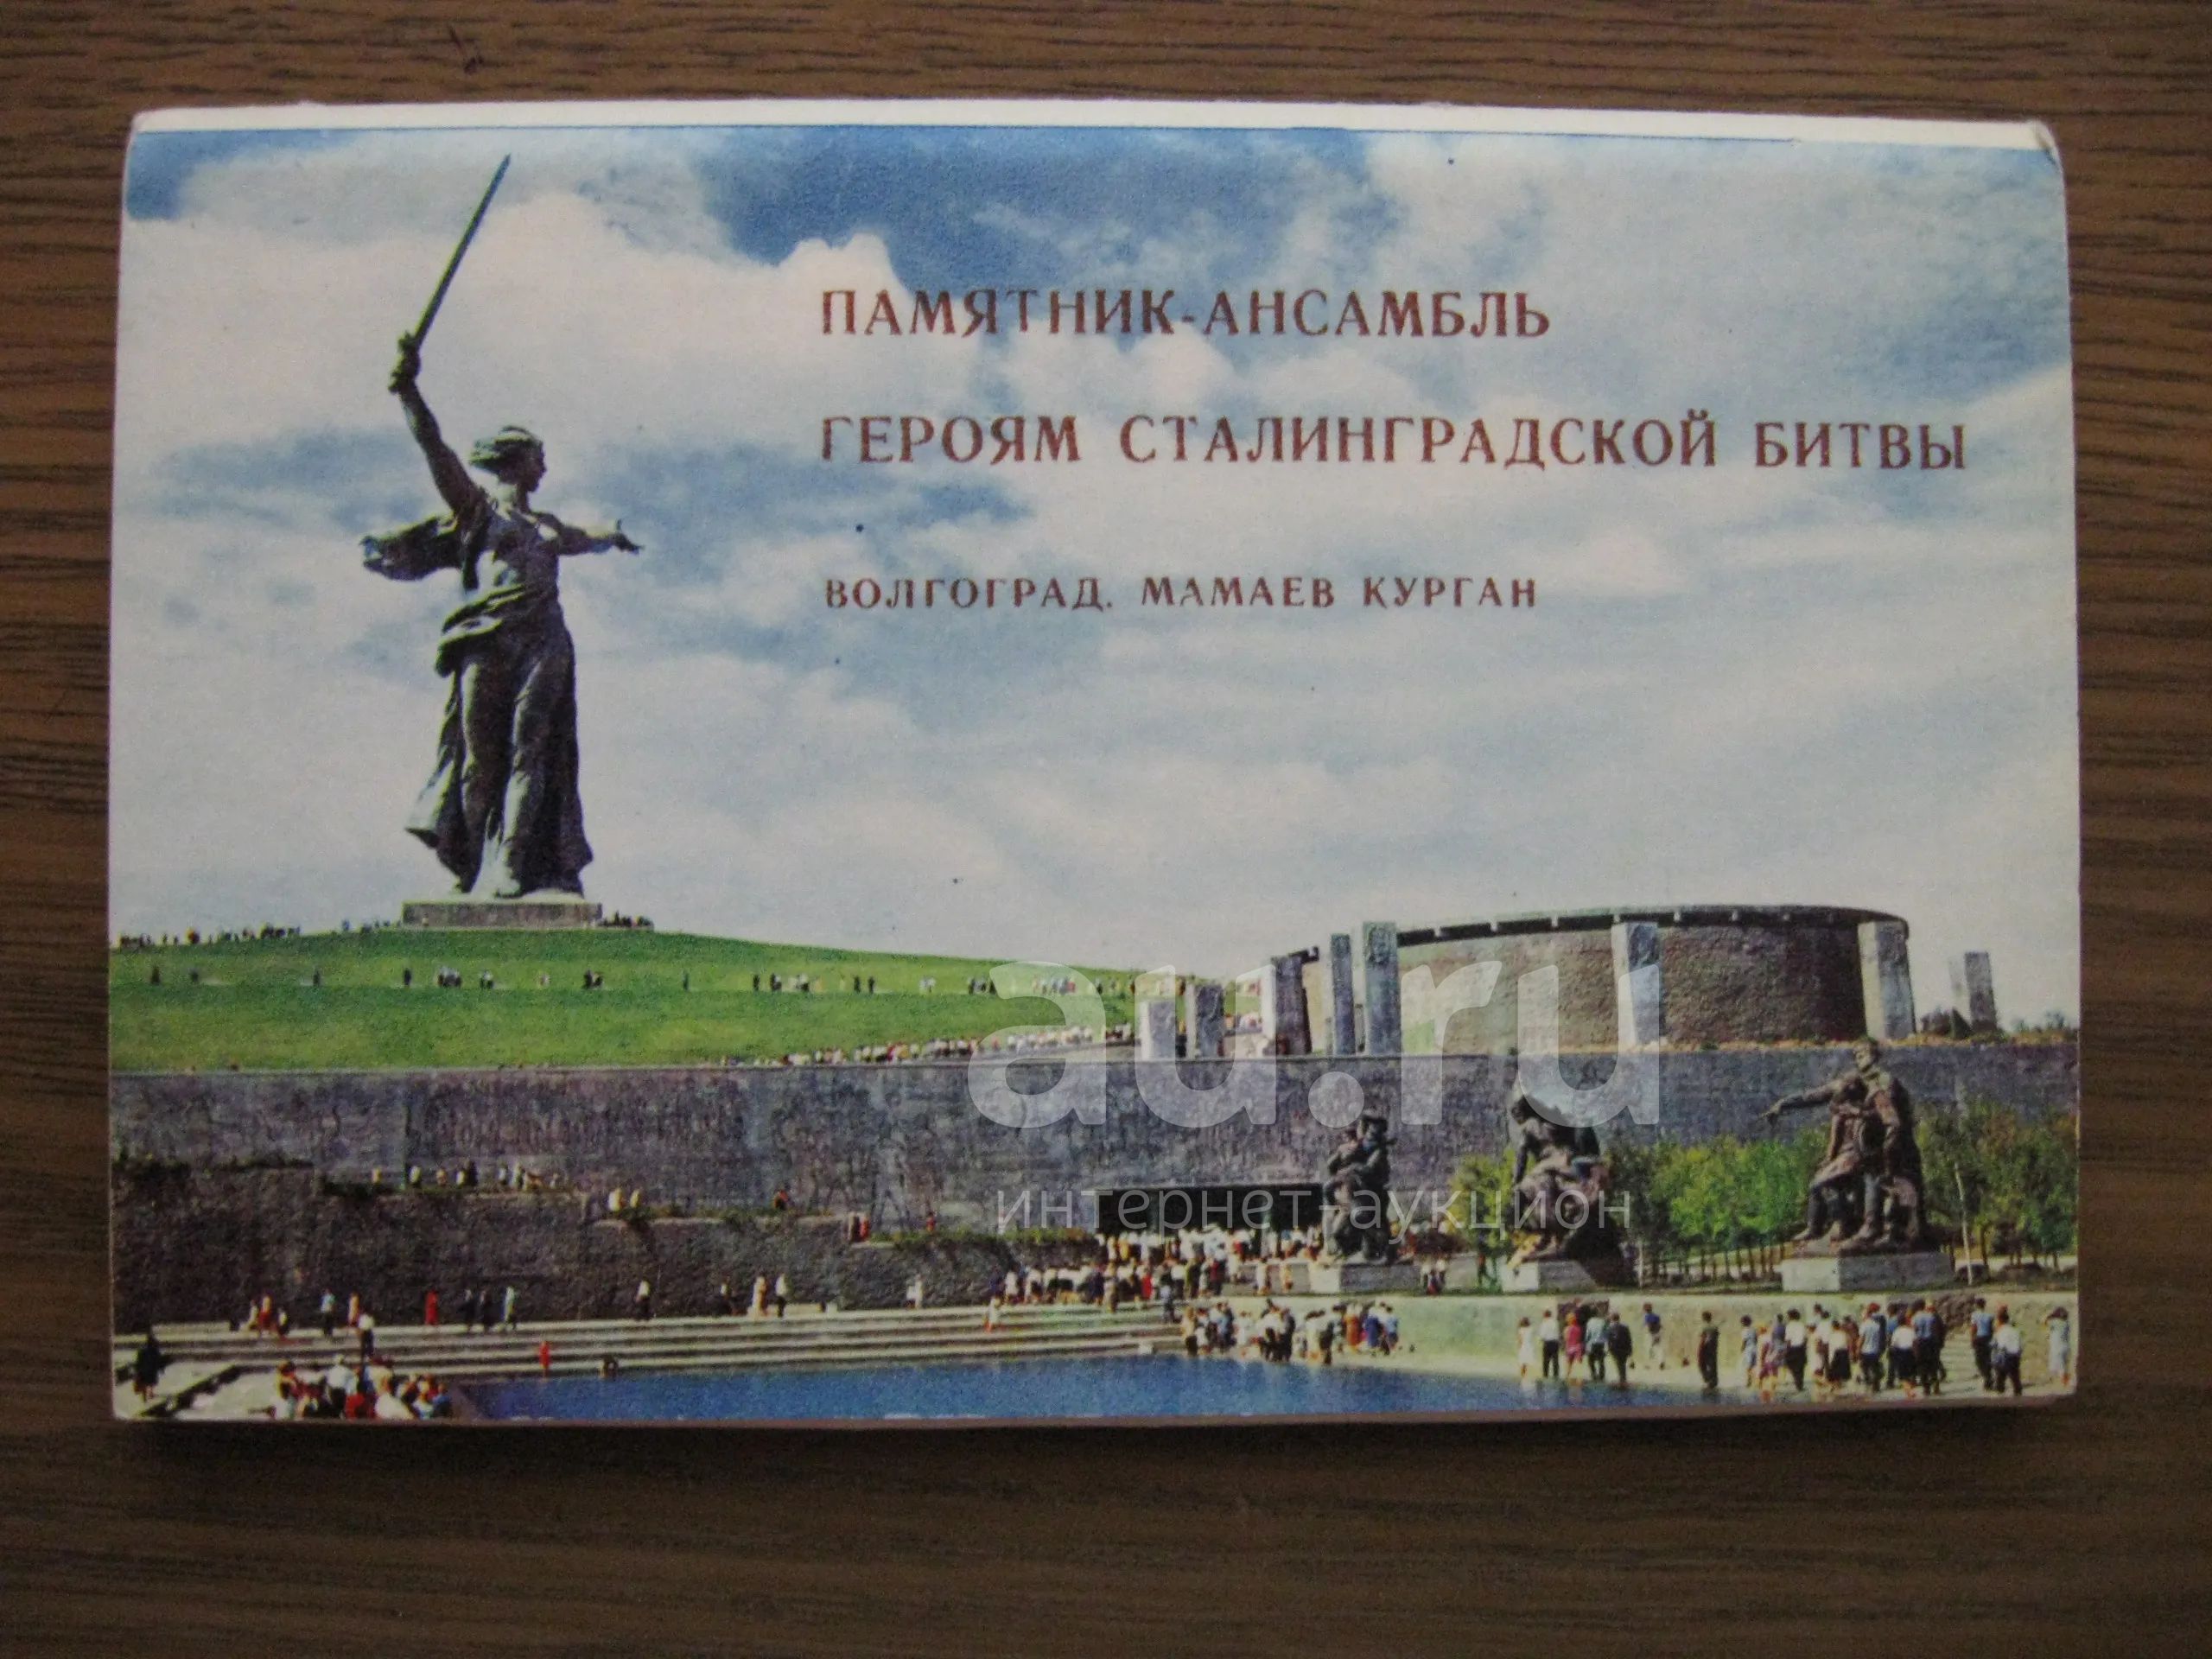 ПАМЯТНИК-АНСАМБЛЬ
ГЕРОЯМ СТАЛИНГРАДСКОЙ БИТВЫ
ВОЛГОГРАД. МАМАЕВ КУРГАН
au.ru
интернет-аукцион